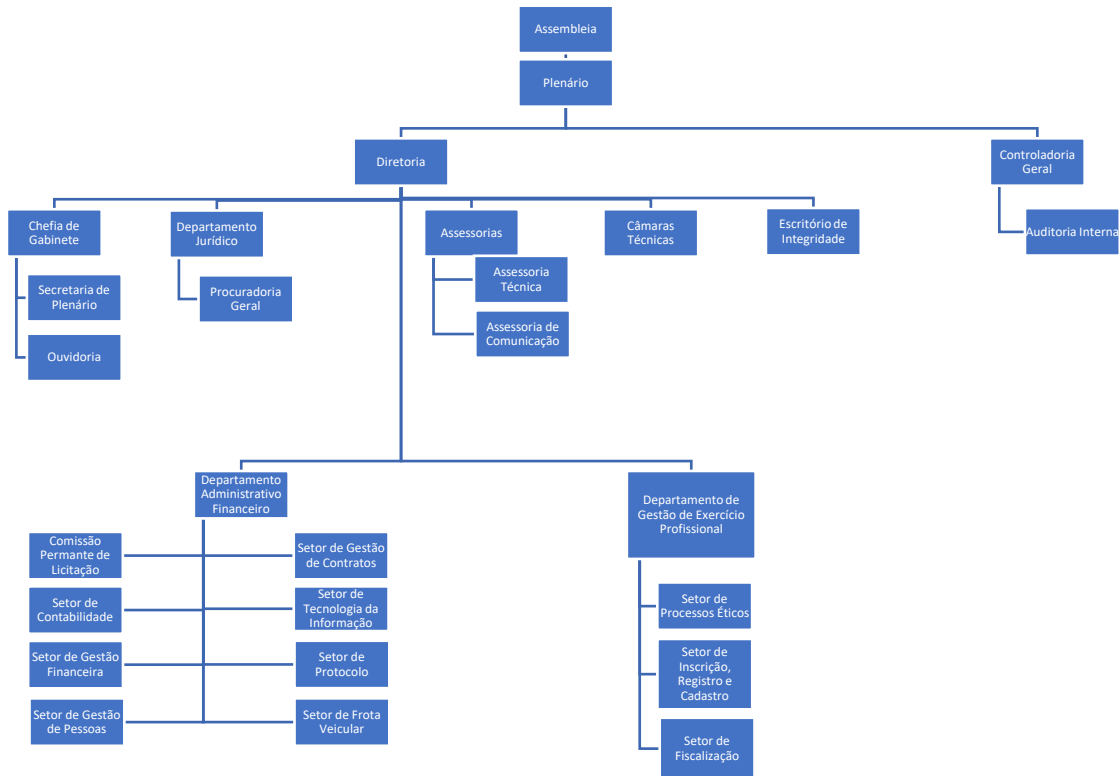 Assembleia
Plenário
Diretoria
Controladoria
Geral
Chefia de
Gabinete
Departamento
Jurídico
Assessorias
Câmaras
Técnicas
Escritório de
Integridade
Auditoria Interna
Secretaria de
Plenário
Procuradoria
Geral
Assessoria
Técnica
Ouvidoria
Assessoria de
Comunicação
Departamento
Administrativo
Financeiro
Departamento de
Gestão de Exercício
Profissional
Comissão
Permante de
Licitação
Setor de Gestão
de Contratos
Setor de
Contabilidade
Setor de
Tecnologia da
Informação
Setor de Gestão
Financeira
Setor de
Protocolo
Setor de Gestão
de Pessoas
Setor de Frota
Veicular
Setor de
Processos Éticos
Setor de
Inscrição,
Registro e
Cadastro
Setor de
Fiscalização